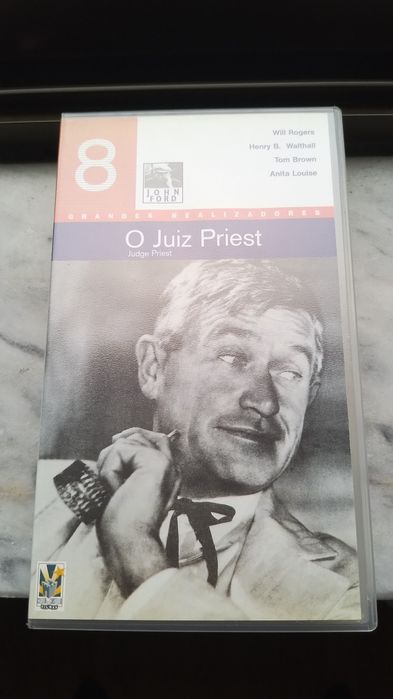 8
JOHN
FORD
Will Rogers
Henry B. Walthall
Tom Brown
Anita Louise
GRANDES REALIZADORES
O Juiz Priest
Judge Priest